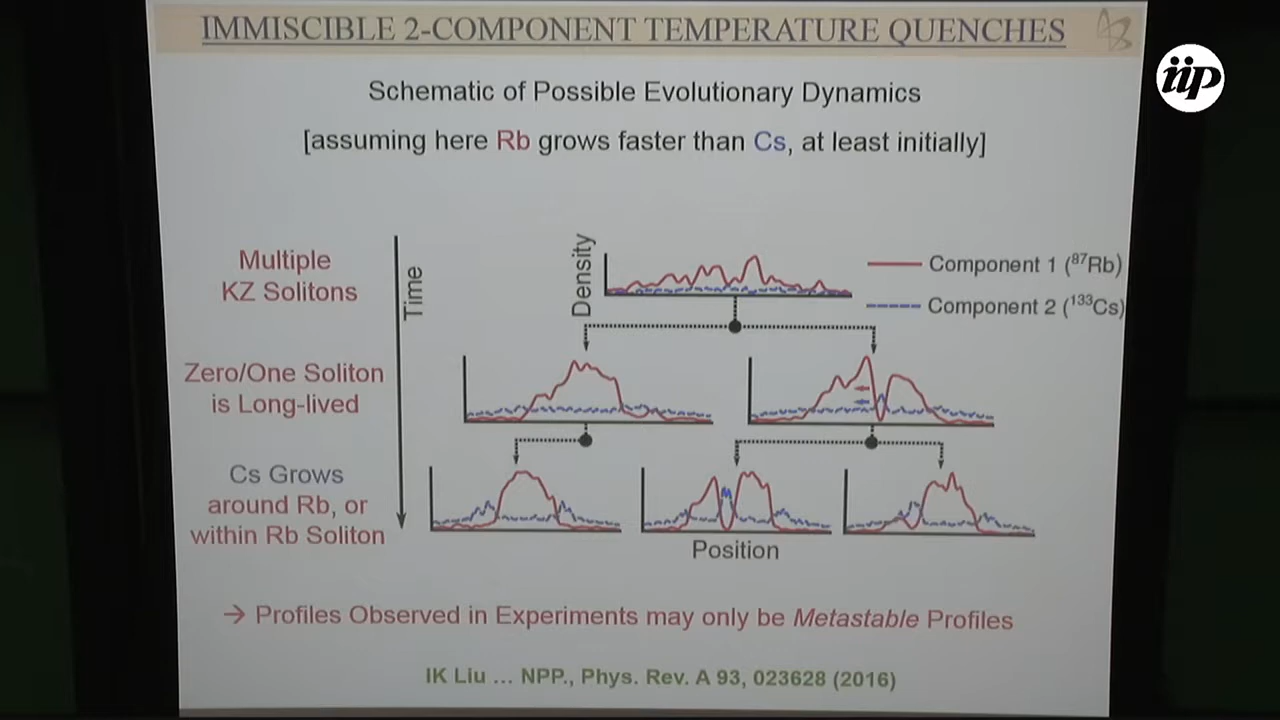 IMMISCIBLE 2-COMPONENT TEMPERATURE QUENCHES
iip
Schematic of Possible Evolutionary Dynamics
[assuming here Rb grows faster than Cs, at least initially]
Multiple
KZ Solitons
Time
Density
Component 1 (⁸⁷Rb)
Component 2 (¹³³Cs)
Zero/One Soliton
is Long-lived
Cs Grows
around Rb, or
within Rb Soliton
Position
→ Profiles Observed in Experiments may only be Metastable Profiles
IK Liu ... NPP., Phys. Rev. A 93, 023628 (2016)